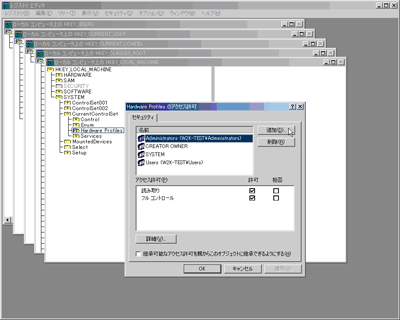 レジストリ エディタ
レジストリ(R) 編集(E) ツリー(T) 表示(V) セキュリティ(S) オプション(O) ウィンドウ(W) ヘルプ(H)
ローカル コンピュータ上の HKEY_USERS
ローカル コンピュータ上の HKEY_CURRENT_USER
ローカル コンピュータ上の HKEY_CURRENT_CONFIG
ローカル コンピュータ上の HKEY_CLASSES_ROOT
ローカル コンピュータ上の HKEY_LOCAL_MACHINE
HKEY_LOCAL_MACHINE
HARDWARE
SAM
SECURITY
SOFTWARE
SYSTEM
ControlSet001
ControlSet002
CurrentControlSet
Control
Enum
Hardware Profiles
Services
MountedDevices
Select
Setup
Hardware Profiles のアクセス許可
セキュリティ
名前
Administrators (W2K-TEST¥Administrators)
CREATOR OWNER
SYSTEM
Users (W2K-TEST¥Users)
追加(D)...
削除(R)
アクセス許可(P): 許可 拒否
読み取り
フル コントロール
詳細(V)...
継承可能なアクセス許可を親からこのオブジェクトに継承できるようにする(H)
OK キャンセル 適用(A)